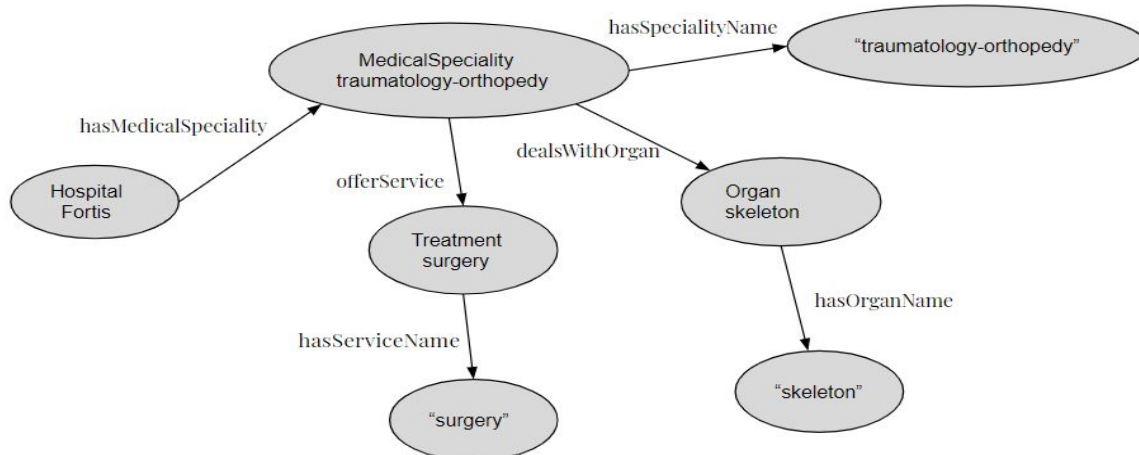 hasSpecialityName
“traumatology-orthopedy”
MedicalSpeciality
traumatology-orthopedy
hasMedicalSpeciality
dealsWithOrgan
offerService
Hospital
Fortis
Organ
skeleton
Treatment
surgery
hasOrganName
hasServiceName
“skeleton”
“surgery”